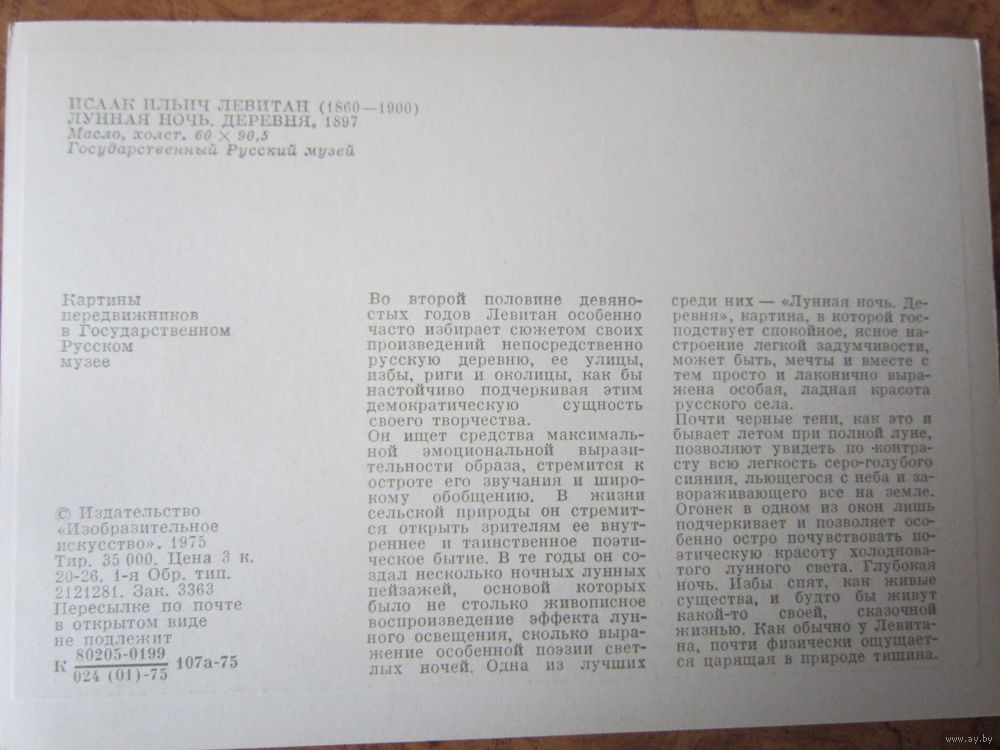 ИСААК ИЛЬИЧ ЛЕВИТАН (1860—1900)
ЛУННАЯ НОЧЬ. ДЕРЕВНЯ. 1897
Масло, холст. 60 × 90,5
Государственный Русский музей
Картины
передвижников
в Государственном
Русском
музее
© Издательство
«Изобразительное
искусство». 1975
Тир. 35 000. Цена 3 к.
20-26. 1-я Обр. тип.
2121281. Зак. 3363
Пересылке по почте
в открытом виде
не подлежит
К 80205-0199 107а-75
024 (01)-75
Во второй половине девяно-
стых годов Левитан особенно
часто избирает сюжетом своих
произведений непосредственно
русскую деревню, ее улицы,
избы, риги и околицы, как бы
настойчиво подчеркивая этим
демократическую сущность
своего творчества.
Он ищет средства максималь-
ной эмоциональной вырази-
тельности образа, стремится к
остроте его звучания и широ-
кому обобщению. В жизни
сельской природы он стремит-
ся открыть зрителям ее внут-
реннее и таинственное поэти-
ческое бытие. В те годы он со-
здал несколько ночных лунных
пейзажей, основой которых
было не столько живописное
воспроизведение эффекта лун-
ного освещения, сколько выра-
жение особенной поэзии свет-
лых ночей. Одна из лучших
среди них — «Лунная ночь. Де-
ревня», картина, в которой гос-
подствует спокойное, ясное на-
строение легкой задумчивости,
может быть, мечты и вместе с
тем просто и лаконично выра-
жена особая, ладная красота
русского села.
Почти черные тени, как это и
бывает летом при полной луне,
позволяют увидеть по контра-
сту всю легкость серо-голубого
сияния, льющегося с неба и за-
вораживающего все на земле.
Огонек в одном из окон лишь
подчеркивает и позволяет осо-
бенно остро почувствовать по-
этическую красоту холоднова-
того лунного света. Глубокая
ночь. Избы спят, как живые
существа, и будто бы живут
какой-то своей, сказочной
жизнью. Как обычно у Левита-
на, почти физически ощущает-
ся царящая в природе тишина.
www.ay.by